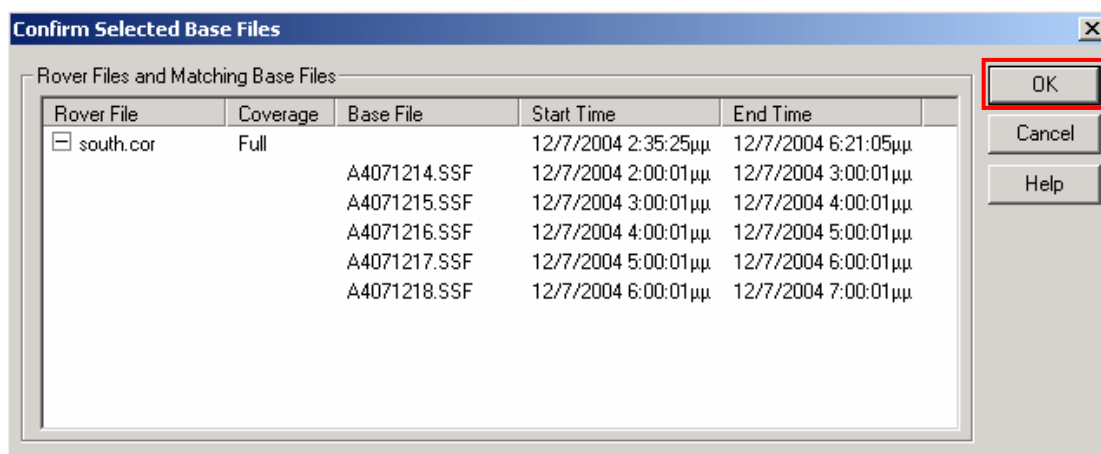 Confirm Selected Base Files
Rover Files and Matching Base Files
Rover File Coverage Base File Start Time End Time
south.cor Full 12/7/2004 2:35:25μμ 12/7/2004 6:21:05μμ
A4071214.SSF 12/7/2004 2:00:01μμ 12/7/2004 3:00:01μμ
A4071215.SSF 12/7/2004 3:00:01μμ 12/7/2004 4:00:01μμ
A4071216.SSF 12/7/2004 4:00:01μμ 12/7/2004 5:00:01μμ
A4071217.SSF 12/7/2004 5:00:01μμ 12/7/2004 6:00:01μμ
A4071218.SSF 12/7/2004 6:00:01μμ 12/7/2004 7:00:01μμ
OK
Cancel
Help